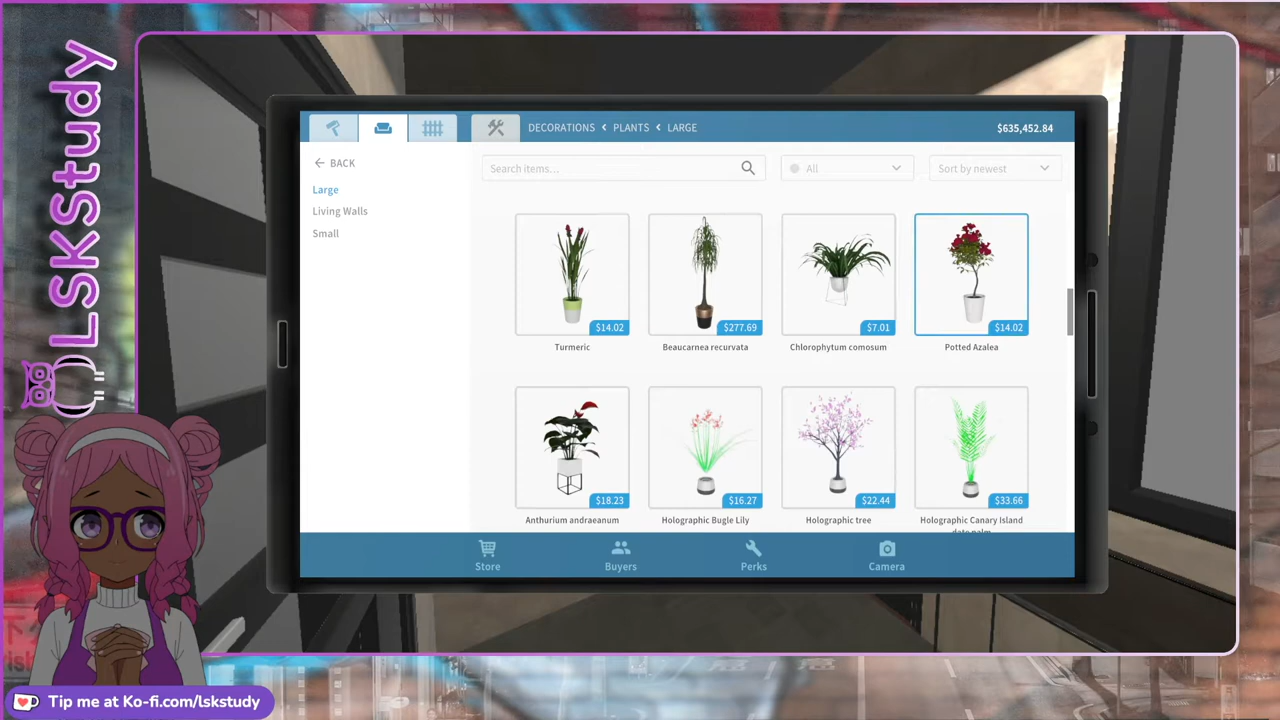 LSKStudy
DECORATIONS < PLANTS < LARGE
$635,452.84
BACK
Large
Living Walls
Small
Search items...
All
Sort by newest
$14.02
$277.69
$7.01
$14.02
Turmeric
Beaucarnea recurvata
Chlorophytum comosum
Potted Azalea
$18.23
$16.27
$22.44
$33.66
Anthurium andraeanum
Holographic Bugle Lily
Holographic tree
Holographic Canary Island
date palm
Store
Buyers
Perks
Camera
Tip me at Ko-fi.com/lskstudy